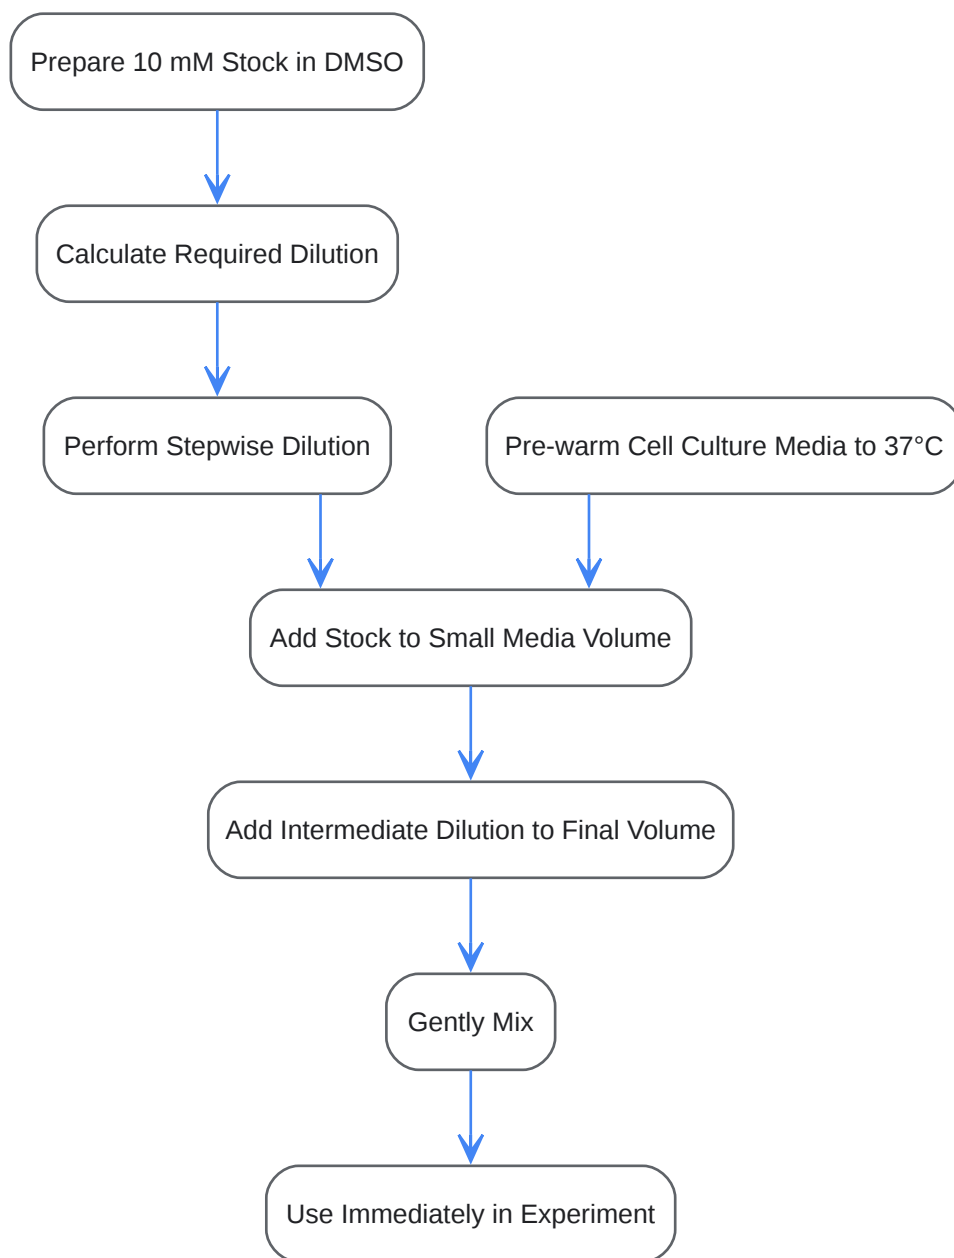 Prepare 10 mM Stock in DMSO
Calculate Required Dilution
Perform Stepwise Dilution
Pre-warm Cell Culture Media to 37°C
Add Stock to Small Media Volume
Add Intermediate Dilution to Final Volume
Gently Mix
Use Immediately in Experiment